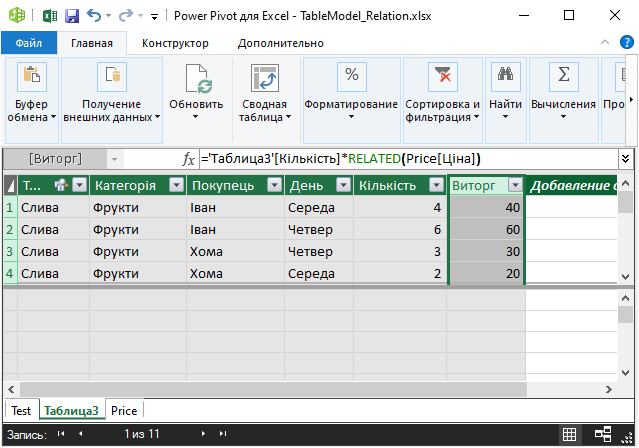 Power Pivot для Excel - TableModel_Relation.xlsx
Файл Главная Конструктор Дополнительно
Буфер обмена
Получение внешних данных
Обновить
Сводная таблица
Форматирование
Сортировка и фильтрация
Найти
Вычисления
Про
[Виторг] fx ='Таблица3'[Кількість]*RELATED(Price[Ціна])
Т... Категорія Покупець День Кількість Виторг Добавление с
1 Слива Фрукти Іван Середа 4 40
2 Слива Фрукти Іван Четвер 6 60
3 Слива Фрукти Хома Четвер 3 30
4 Слива Фрукти Хома Середа 2 20
Test Таблица3 Price
Запись: 1 из 11